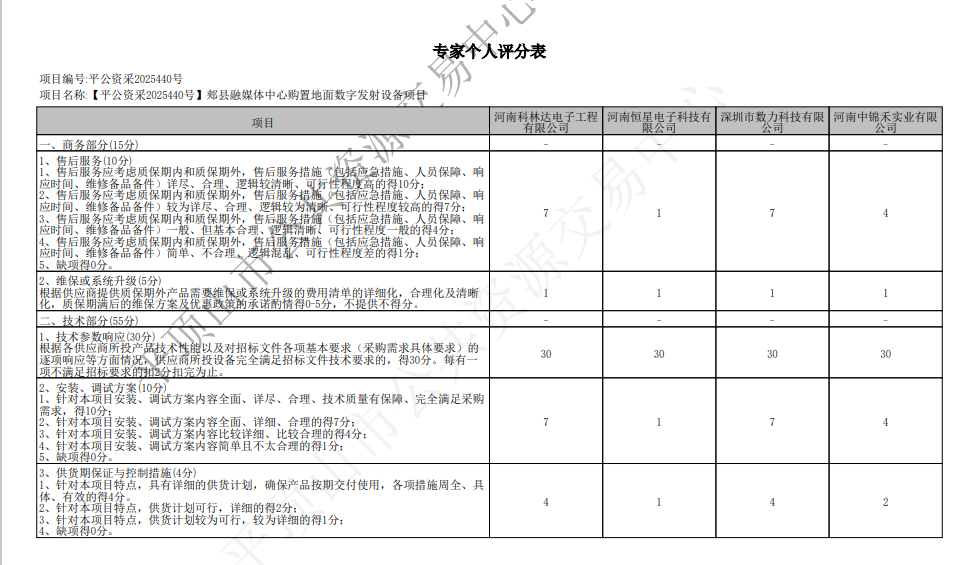 专家个人评分表
项目编号:平公资采2025440号
项目名称:【平公资采2025440号】郏县融媒体中心购置地面数字发射设备项目
项目 河南科林达电子工程有限公司 河南恒星电子科技有限公司 深圳市数力科技有限公司 河南中锦禾实业有限公司
一、商务部分(15分) - - - -
1、售后服务(10分)
1、售后服务应考虑质保期内和质保期外，售后服务措施（包括应急措施、人员保障、响
应时间、维修备品备件）详尽、合理、逻辑较清晰、可行性程度高的得10分；
2、售后服务应考虑质保期内和质保期外，售后服务措施（包括应急措施、人员保障、响
应时间、维修备品备件）较为详尽、合理、逻辑较为清晰、可行性程度较高的得7分；
3、售后服务应考虑质保期内和质保期外，售后服务措施（包括应急措施、人员保障、响
应时间、维修备品备件）一般、但基本合理、逻辑清晰、可行性程度一般的得4分；
4、售后服务应考虑质保期内和质保期外，售后服务措施（包括应急措施、人员保障、响
应时间、维修备品备件）简单、不合理、逻辑混乱、可行性程度差的得1分；
5、缺项得0分。
7 1 7 4
2、维保或系统升级(5分)
根据供应商提供质保期外产品需要维保或系统升级的费用清单的详细化，合理化及清晰
化，质保期满后的维保方案及优惠政策的承诺酌情得0-5分，不提供不得分。
1 1 1 1
二、技术部分(55分) - - - -
1、技术参数响应(30分)
根据各供应商所投产品技术性能以及对招标文件各项基本要求（采购需求具体要求）的
逐项响应等方面情况，供应商所投设备完全满足招标文件技术要求的，得30分。每有一
项不满足招标要求的扣2分扣完为止。
30 30 30 30
2、安装、调试方案(10分)
1、针对本项目安装、调试方案内容全面、详尽、合理、技术质量有保障、完全满足采购
需求，得10分；
2、针对本项目安装、调试方案内容全面、详细、合理的得7分；
3、针对本项目安装、调试方案内容比较详细、比较合理的得4分；
4、针对本项目安装、调试方案内容简单且不太合理的得1分；
5、缺项得0分。
7 1 7 4
3、供货期保证与控制措施(4分)
1、针对本项目特点，具有详细的供货计划，确保产品按期交付使用，各项措施周全、具
体、有效的得4分。
2、针对本项目特点，供货计划可行，详细的得2分；
3、针对本项目特点，供货计划较为可行，较为详细的得1分；
4、缺项得0分。
4 1 4 2
平顶山市公共资源交易中心
平顶山市公共资源交易中心